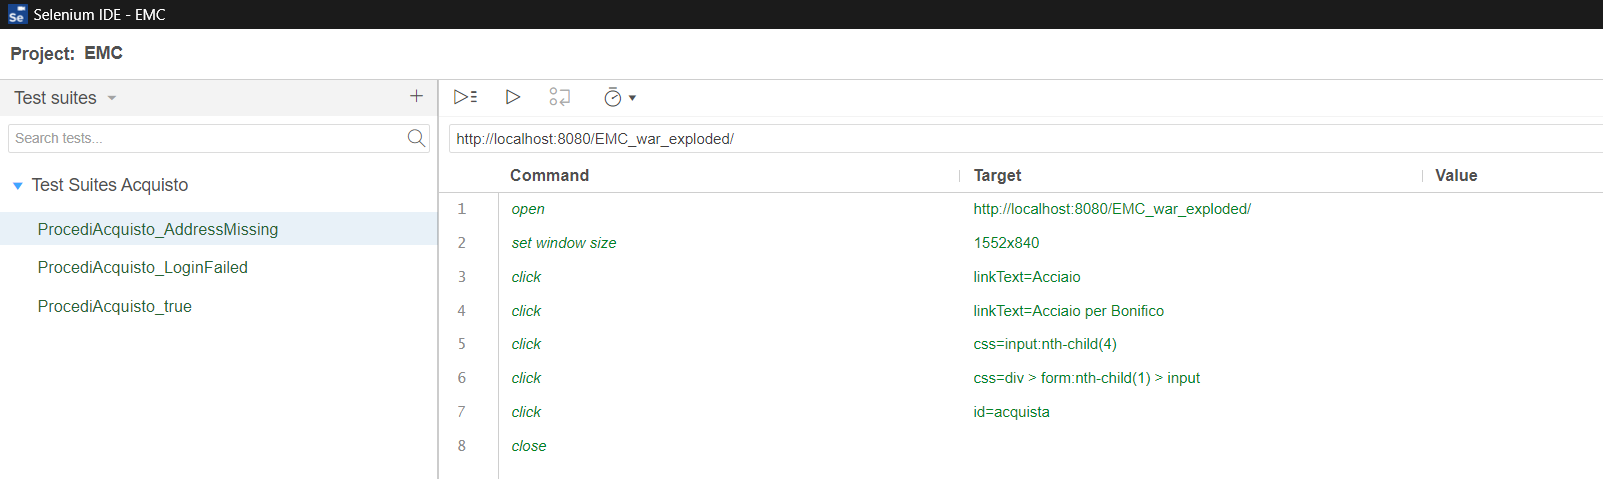 Selenium IDE - EMC
Project: EMC
Test suites
Search tests...
Test Suites Acquisto
ProcediAcquisto_AddressMissing
ProcediAcquisto_LoginFailed
ProcediAcquisto_true
http://localhost:8080/EMC_war_exploded/
Command Target Value
1 open http://localhost:8080/EMC_war_exploded/
2 set window size 1552x840
3 click linkText=Acciaio
4 click linkText=Acciaio per Bonifico
5 click css=input:nth-child(4)
6 click css=div > form:nth-child(1) > input
7 click id=acquista
8 close